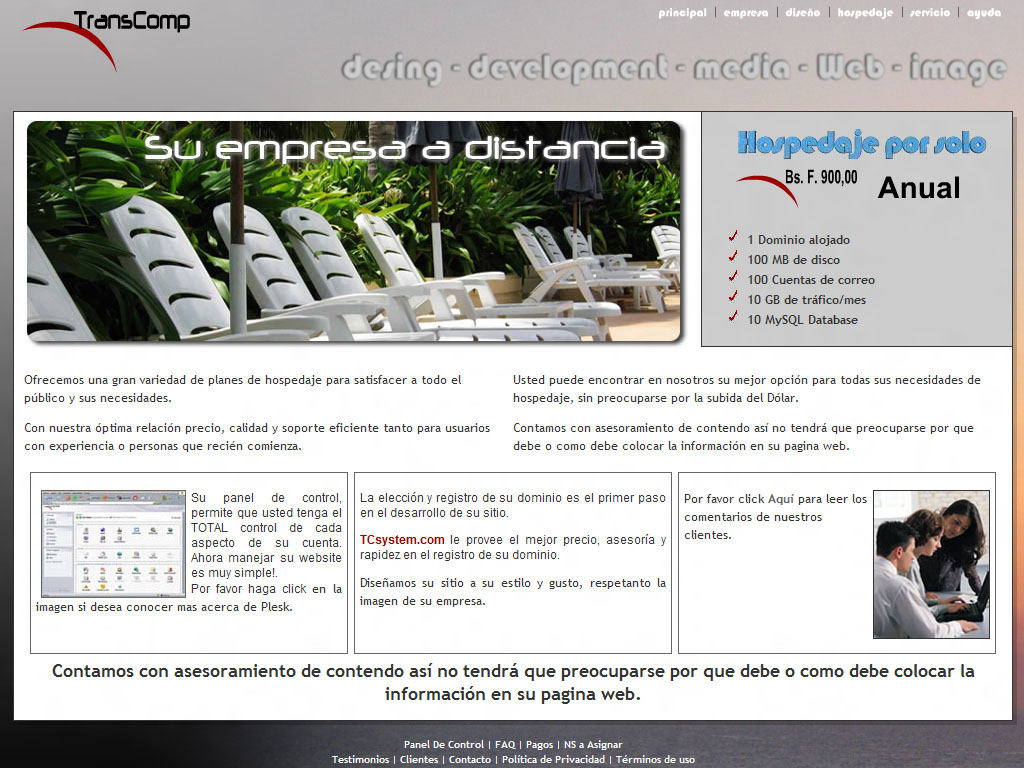 TransComp
principal | empresa | diseño | hospedaje | servicio | ayuda
desing - development - media - Web - image
Su empresa a distancia
Hospedaje por solo
Bs. F. 900,00
Anual
1 Dominio alojado
100 MB de disco
100 Cuentas de correo
10 GB de tráfico/mes
10 MySQL Database
Ofrecemos una gran variedad de planes de hospedaje para satisfacer a todo el
público y sus necesidades.
Con nuestra óptima relación precio, calidad y soporte eficiente tanto para usuarios
con experiencia o personas que recién comienza.
Usted puede encontrar en nosotros su mejor opción para todas sus necesidades de
hospedaje, sin preocuparse por la subida del Dólar.
Contamos con asesoramiento de contendo así no tendrá que preocuparse por que
debe o como debe colocar la información en su pagina web.
Su panel de control,
permite que usted tenga el
TOTAL control de cada
aspecto de su cuenta.
Ahora manejar su website
es muy simple!.
Por favor haga click en la
imagen si desea conocer mas acerca de Plesk.
La elección y registro de su dominio es el primer paso
en el desarrollo de su sitio.
TCsystem.com le provee el mejor precio, asesoría y
rapidez en el registro de su dominio.
Diseñamos su sitio a su estilo y gusto, respetanto la
imagen de su empresa.
Por favor click Aquí para leer los
comentarios de nuestros
clientes.
Contamos con asesoramiento de contendo así no tendrá que preocuparse por que debe o como debe colocar la
información en su pagina web.
Panel De Control | FAQ | Pagos | NS a Asignar
Testimonios | Clientes | Contacto | Política de Privacidad | Términos de uso